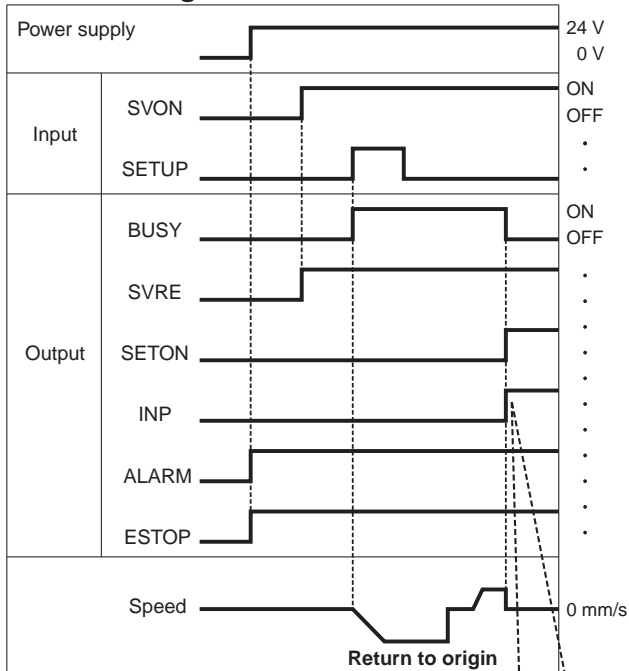 Power supply
24 V
0 V
Input
SVON
ON
OFF
SETUP
Output
BUSY
ON
OFF
SVRE
SETON
INP
ALARM
ESTOP
Speed
0 mm/s
Return to origin